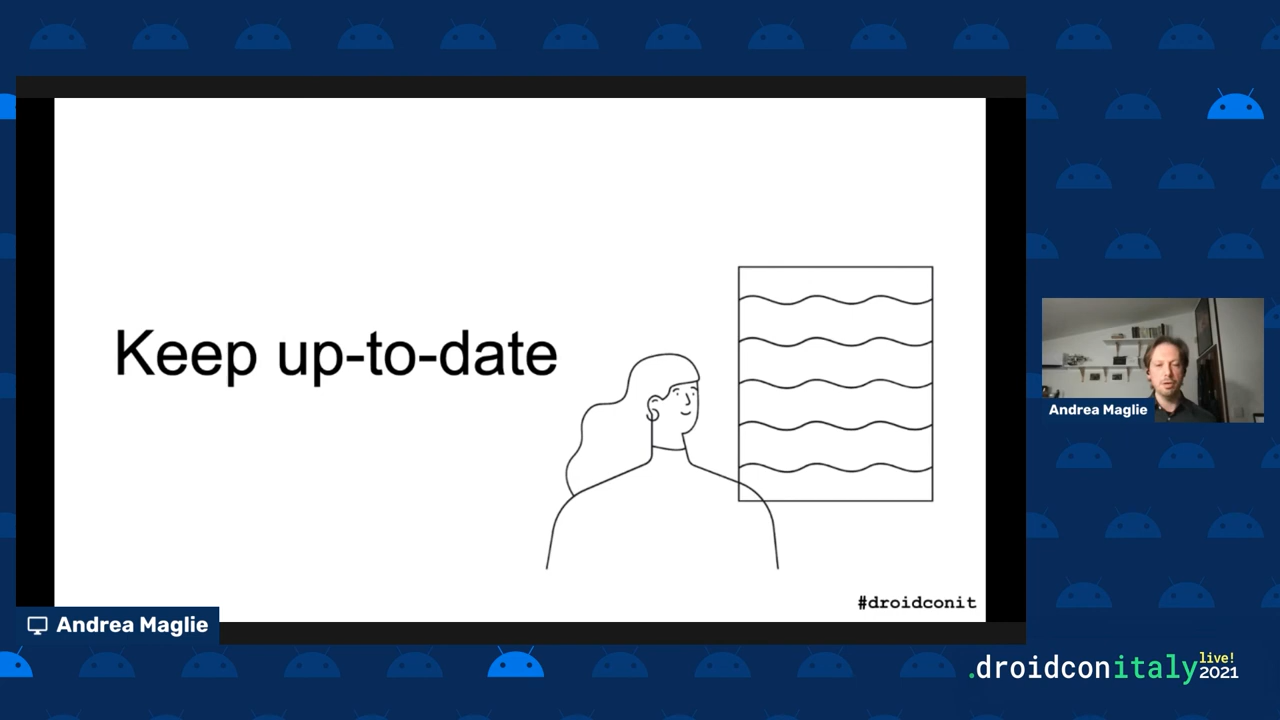 Keep up-to-date
#droidconit
Andrea Maglie
Andrea Maglie
.droidconitaly live! 2021